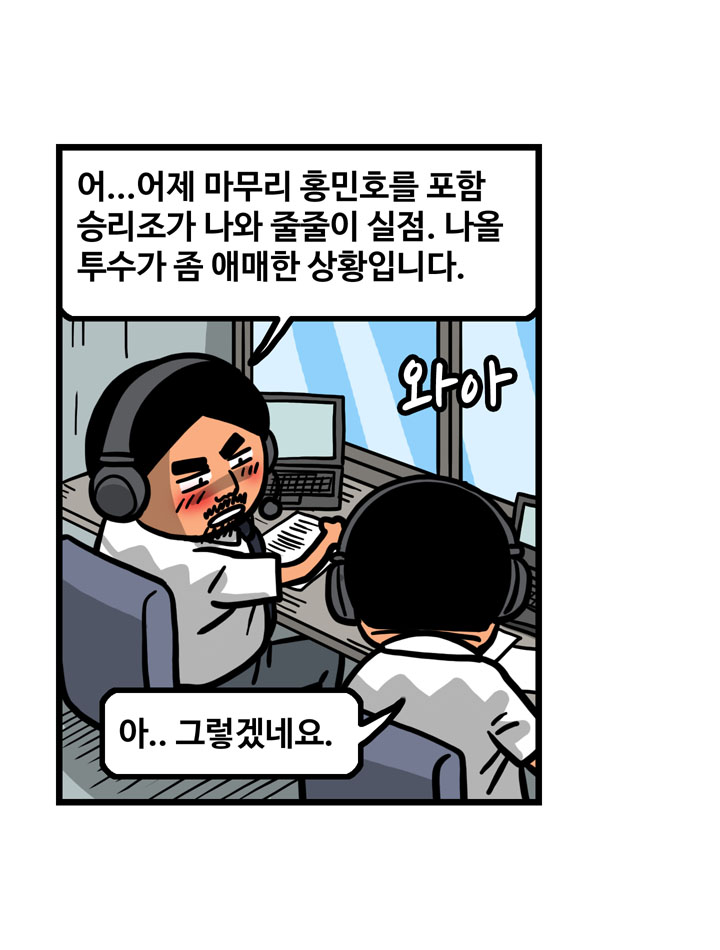 어...어제 마무리 홍민호를 포함
승리조가 나와 줄줄이 실점. 나올
투수가 좀 애매한 상황입니다.
와아
아.. 그렇겠네요.